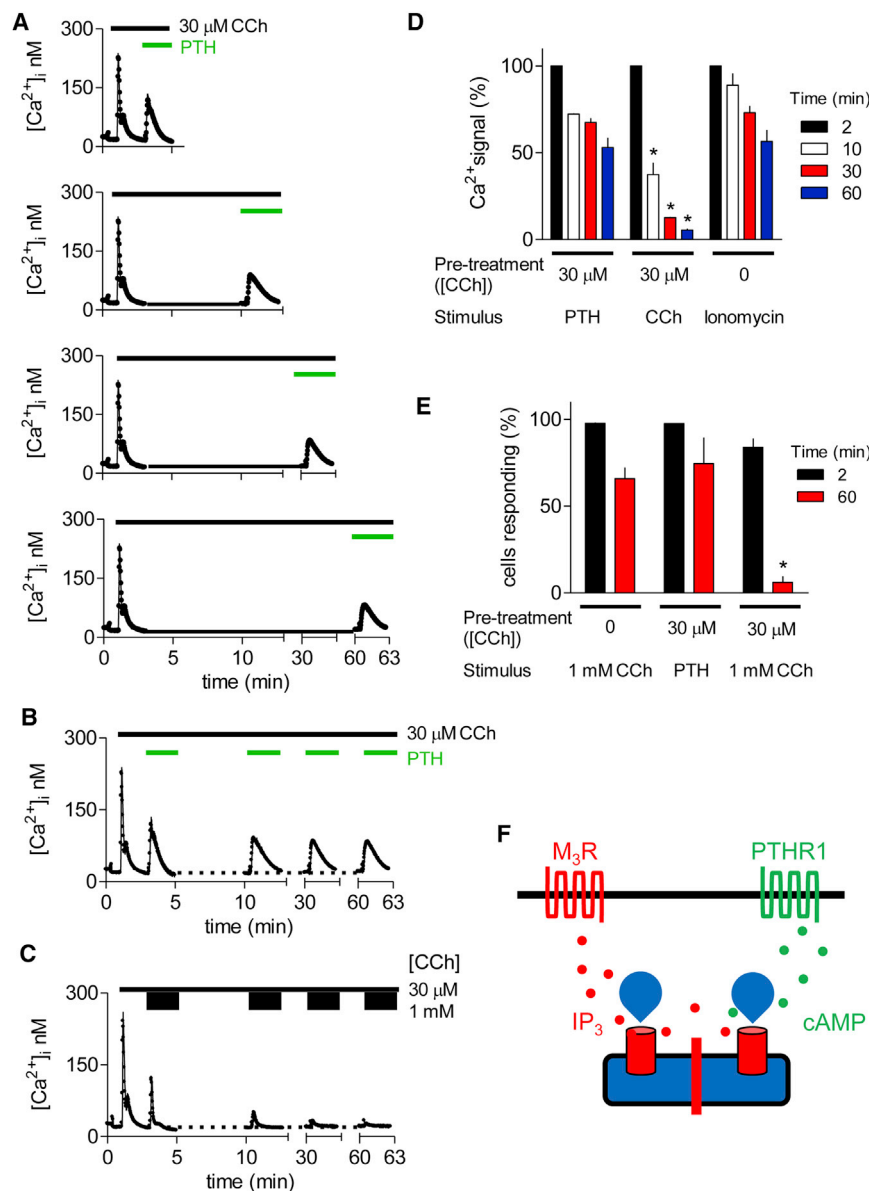 A
30 µM CCh
PTH
[Ca2+]i nM
300
150
0
[Ca2+]i nM
300
150
0
[Ca2+]i nM
300
150
0
[Ca2+]i nM
300
150
0
0 5 10 30 60 63
time (min)
B
30 µM CCh
PTH
[Ca2+]i nM
300
150
0
0 5 10 30 60 63
time (min)
C
[CCh]
30 µM
1 mM
[Ca2+]i nM
300
150
0
0 5 10 30 60 63
time (min)
D
Ca2+signal (%)
100
50
0
* * *
Time (min)
2
10
30
60
Pre-treatment ([CCh])
30 µM 30 µM 0
Stimulus PTH CCh Ionomycin
E
cells responding (%)
100
50
0
*
Time (min)
2
60
Pre-treatment ([CCh])
0 30 µM 30 µM
Stimulus 1 mM CCh PTH 1 mM CCh
F
M3R PTHR1
IP3 cAMP